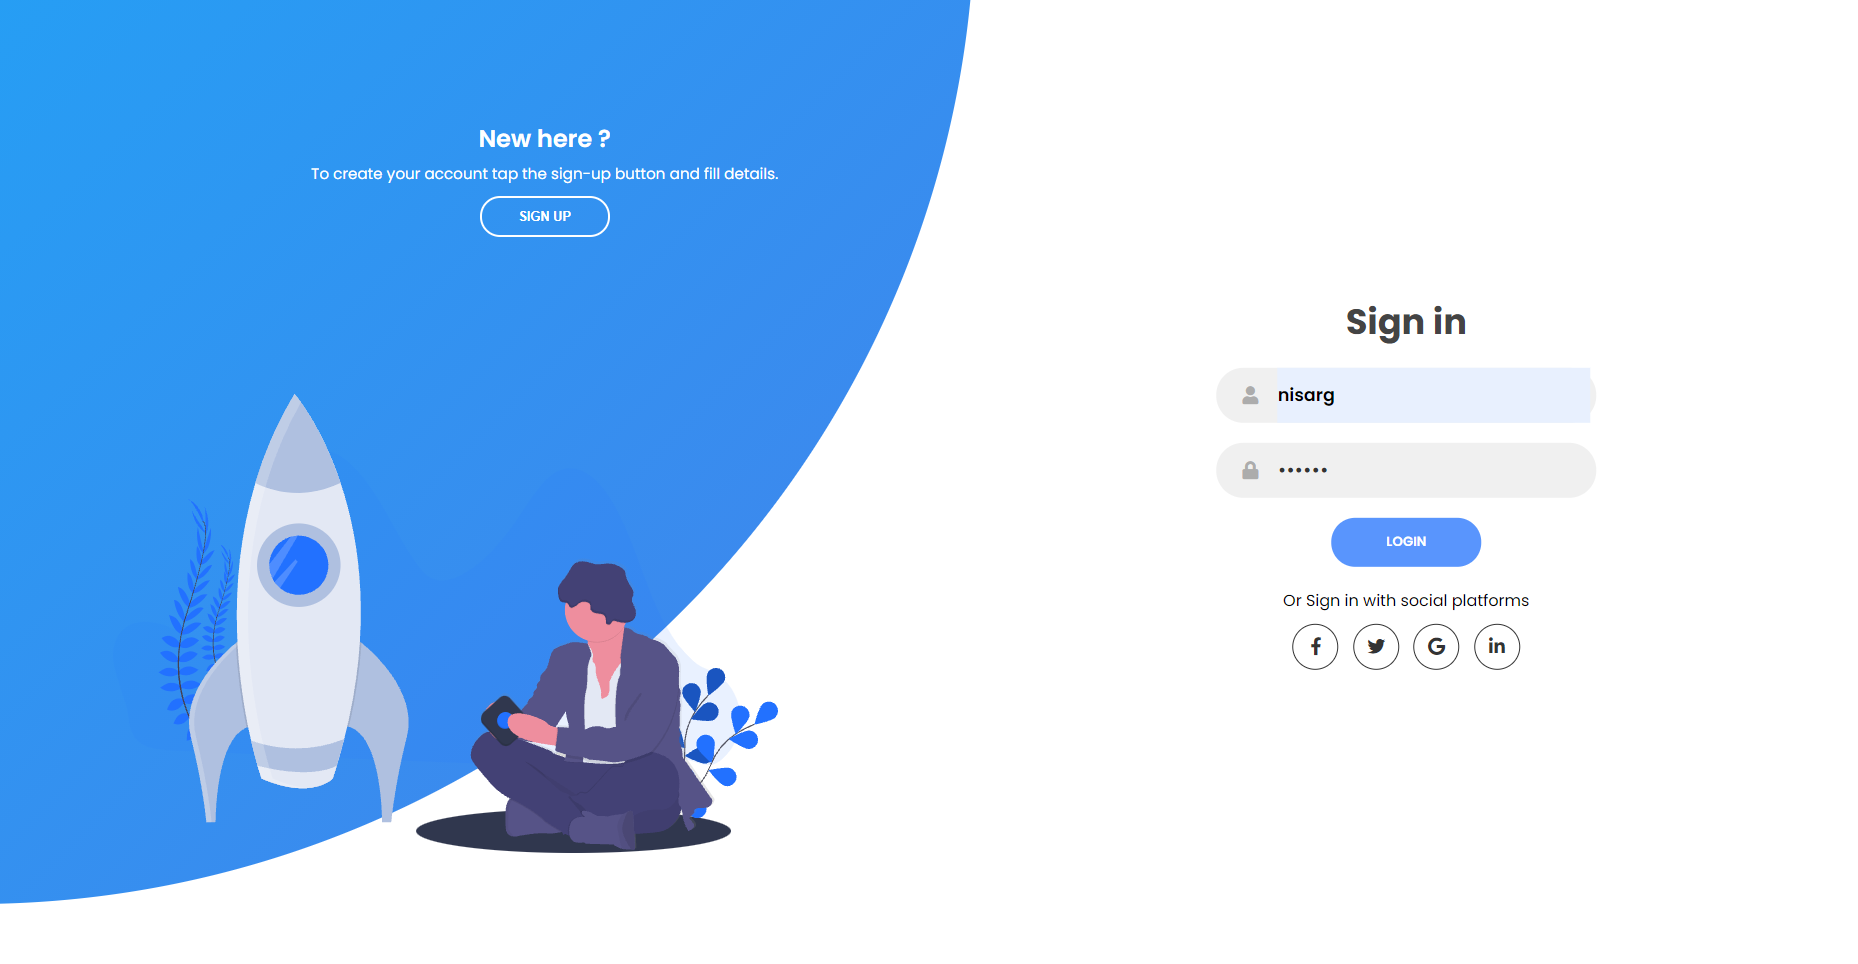 New here ?
To create your account tap the sign-up button and fill details.
SIGN UP
Sign in
nisarg
••••••
LOGIN
Or Sign in with social platforms